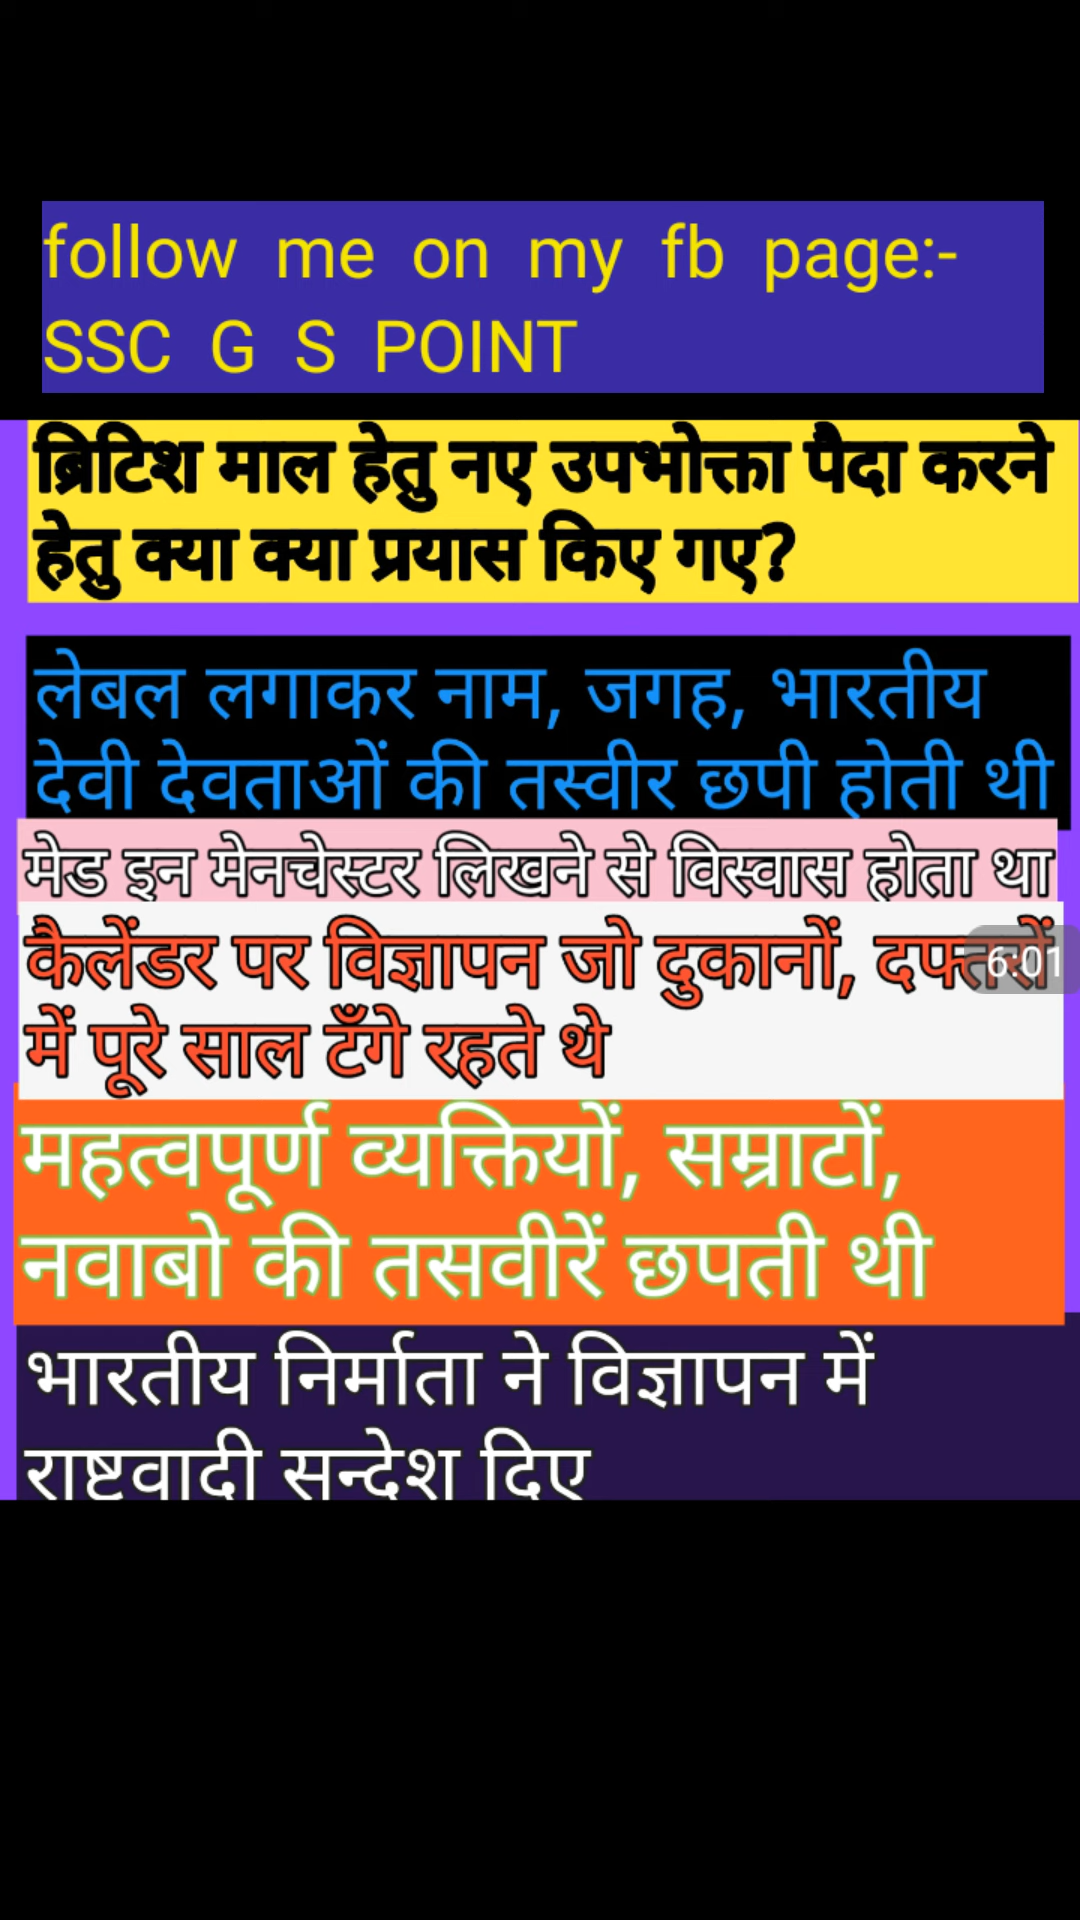 follow me on my fb page:-
SSC G S POINT
ब्रिटिश माल हेतु नए उपभोक्ता पैदा करने
हेतु क्या क्या प्रयास किए गए?
लेबल लगाकर नाम, जगह, भारतीय
देवी देवताओं की तस्वीर छपी होती थी
मेड इन मेनचेस्टर लिखने से विस्वास होता था
कैलेंडर पर विज्ञापन जो दुकानों, दफ्तरों
6:01
में पूरे साल टँगे रहते थे
महत्वपूर्ण व्यक्तियों, सम्राटों,
नवाबो की तसवीरें छपती थी
भारतीय निर्माता ने विज्ञापन में
राष्टवादी सन्देश दिए